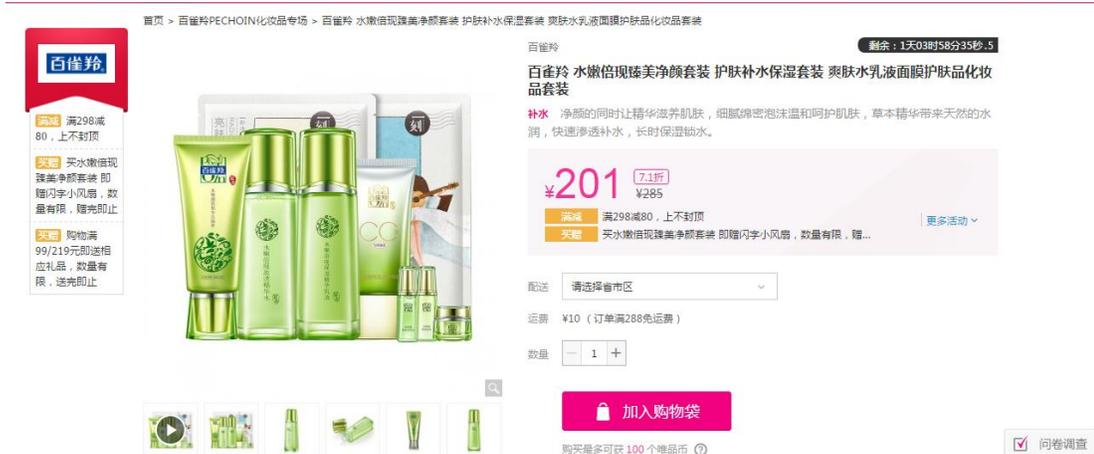 首页 > 百雀羚PECHOIN化妆品专场 > 百雀羚 水嫩倍现臻美净颜套装 护肤补水保湿套装 爽肤水乳液面膜护肤品化妆品套装
百雀羚
满减 满298减
80，上不封顶
买赠 买水嫩倍现
臻美净颜套装 即
赠闪字小风扇，数
量有限，赠完即止
买赠 购物满
99/219元即送相
应礼品，数量有
限，送完即止
一刻
一刻
百雀羚
CC
百雀羚
剩余：1天03时58分35秒.5
百雀羚 水嫩倍现臻美净颜套装 护肤补水保湿套装 爽肤水乳液面膜护肤品化妆
品套装
补水 净颜的同时让精华滋养肌肤，细腻绵密泡沫温和呵护肌肤，草本精华带来天然的水
润，快速渗透补水，长时保湿锁水。
¥201 7.1折
¥285
满减 满298减80，上不封顶
更多活动
买赠 买水嫩倍现臻美净颜套装 即赠闪字小风扇，数量有限，赠...
配送 请选择省市区
运费 ¥10 （订单满288免运费）
数量 － 1 +
加入购物袋
购买最多可获 100 个唯品币 ?
问卷调查